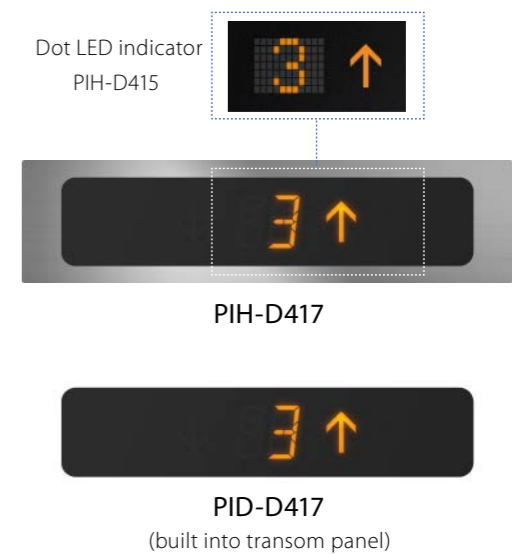 Dot LED indicator
PIH-D415
3 ↑
3 ↑
PIH-D417
3 ↑
PID-D417
(built into transom panel)